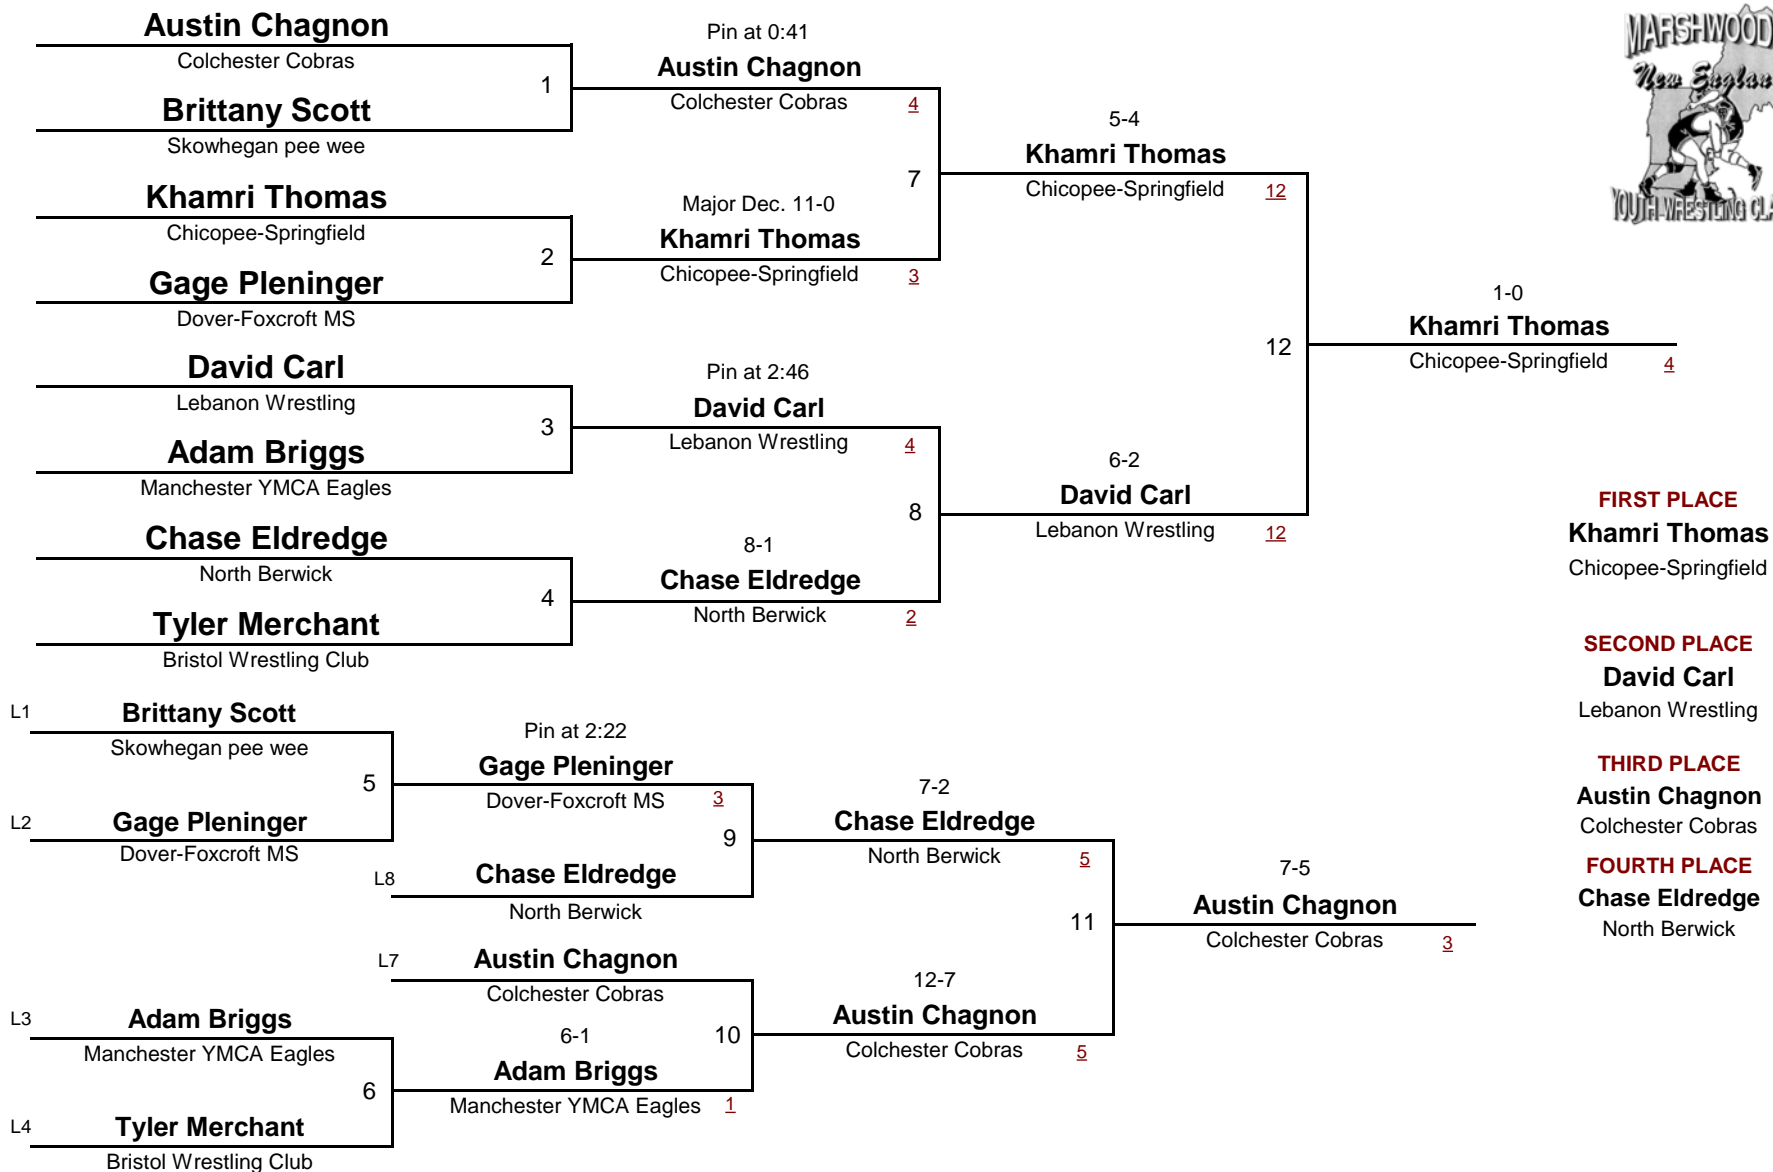 Austin Chagnon
Colchester Cobras
1
Brittany Scott
Skowhegan pee wee
Khamri Thomas
Chicopee-Springfield
2
Gage Pleninger
Dover-Foxcroft MS
David Carl
Lebanon Wrestling
3
Adam Briggs
Manchester YMCA Eagles
Chase Eldredge
North Berwick
4
Tyler Merchant
Bristol Wrestling Club
Pin at 0:41
Austin Chagnon
Colchester Cobras 4
7
Major Dec. 11-0
Khamri Thomas
Chicopee-Springfield 3
Pin at 2:46
David Carl
Lebanon Wrestling 4
8
8-1
Chase Eldredge
North Berwick 2
5-4
Khamri Thomas
Chicopee-Springfield 12
12
6-2
David Carl
Lebanon Wrestling 12
1-0
Khamri Thomas
Chicopee-Springfield 4
MARSHWOOD
New England
YOUTH WRESTLING
FIRST PLACE
Khamri Thomas
Chicopee-Springfield
SECOND PLACE
David Carl
Lebanon Wrestling
THIRD PLACE
Austin Chagnon
Colchester Cobras
FOURTH PLACE
Chase Eldredge
North Berwick
L1 Brittany Scott
Skowhegan pee wee
5
L2 Gage Pleninger
Dover-Foxcroft MS
Pin at 2:22
Gage Pleninger
Dover-Foxcroft MS 3
9
L8 Chase Eldredge
North Berwick
L7 Austin Chagnon
Colchester Cobras
10
L3 Adam Briggs
Manchester YMCA Eagles
6
L4 Tyler Merchant
Bristol Wrestling Club
6-1
Adam Briggs
Manchester YMCA Eagles 1
7-2
Chase Eldredge
North Berwick 5
11
12-7
Austin Chagnon
Colchester Cobras 5
7-5
Austin Chagnon
Colchester Cobras 3